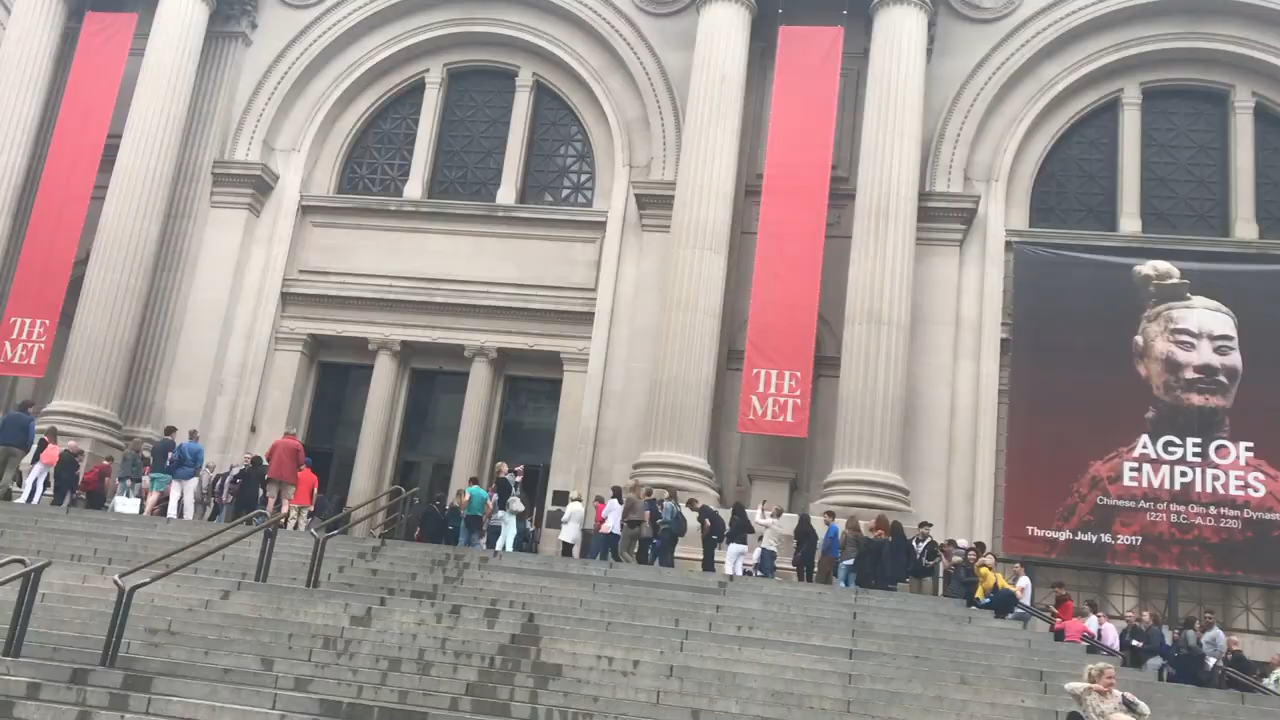 THE
MET
THE
MET
AGE OF
EMPIRES
Chinese Art of the Qin & Han Dynast
(221 B.C.–A.D. 220)
Through July 16, 2017